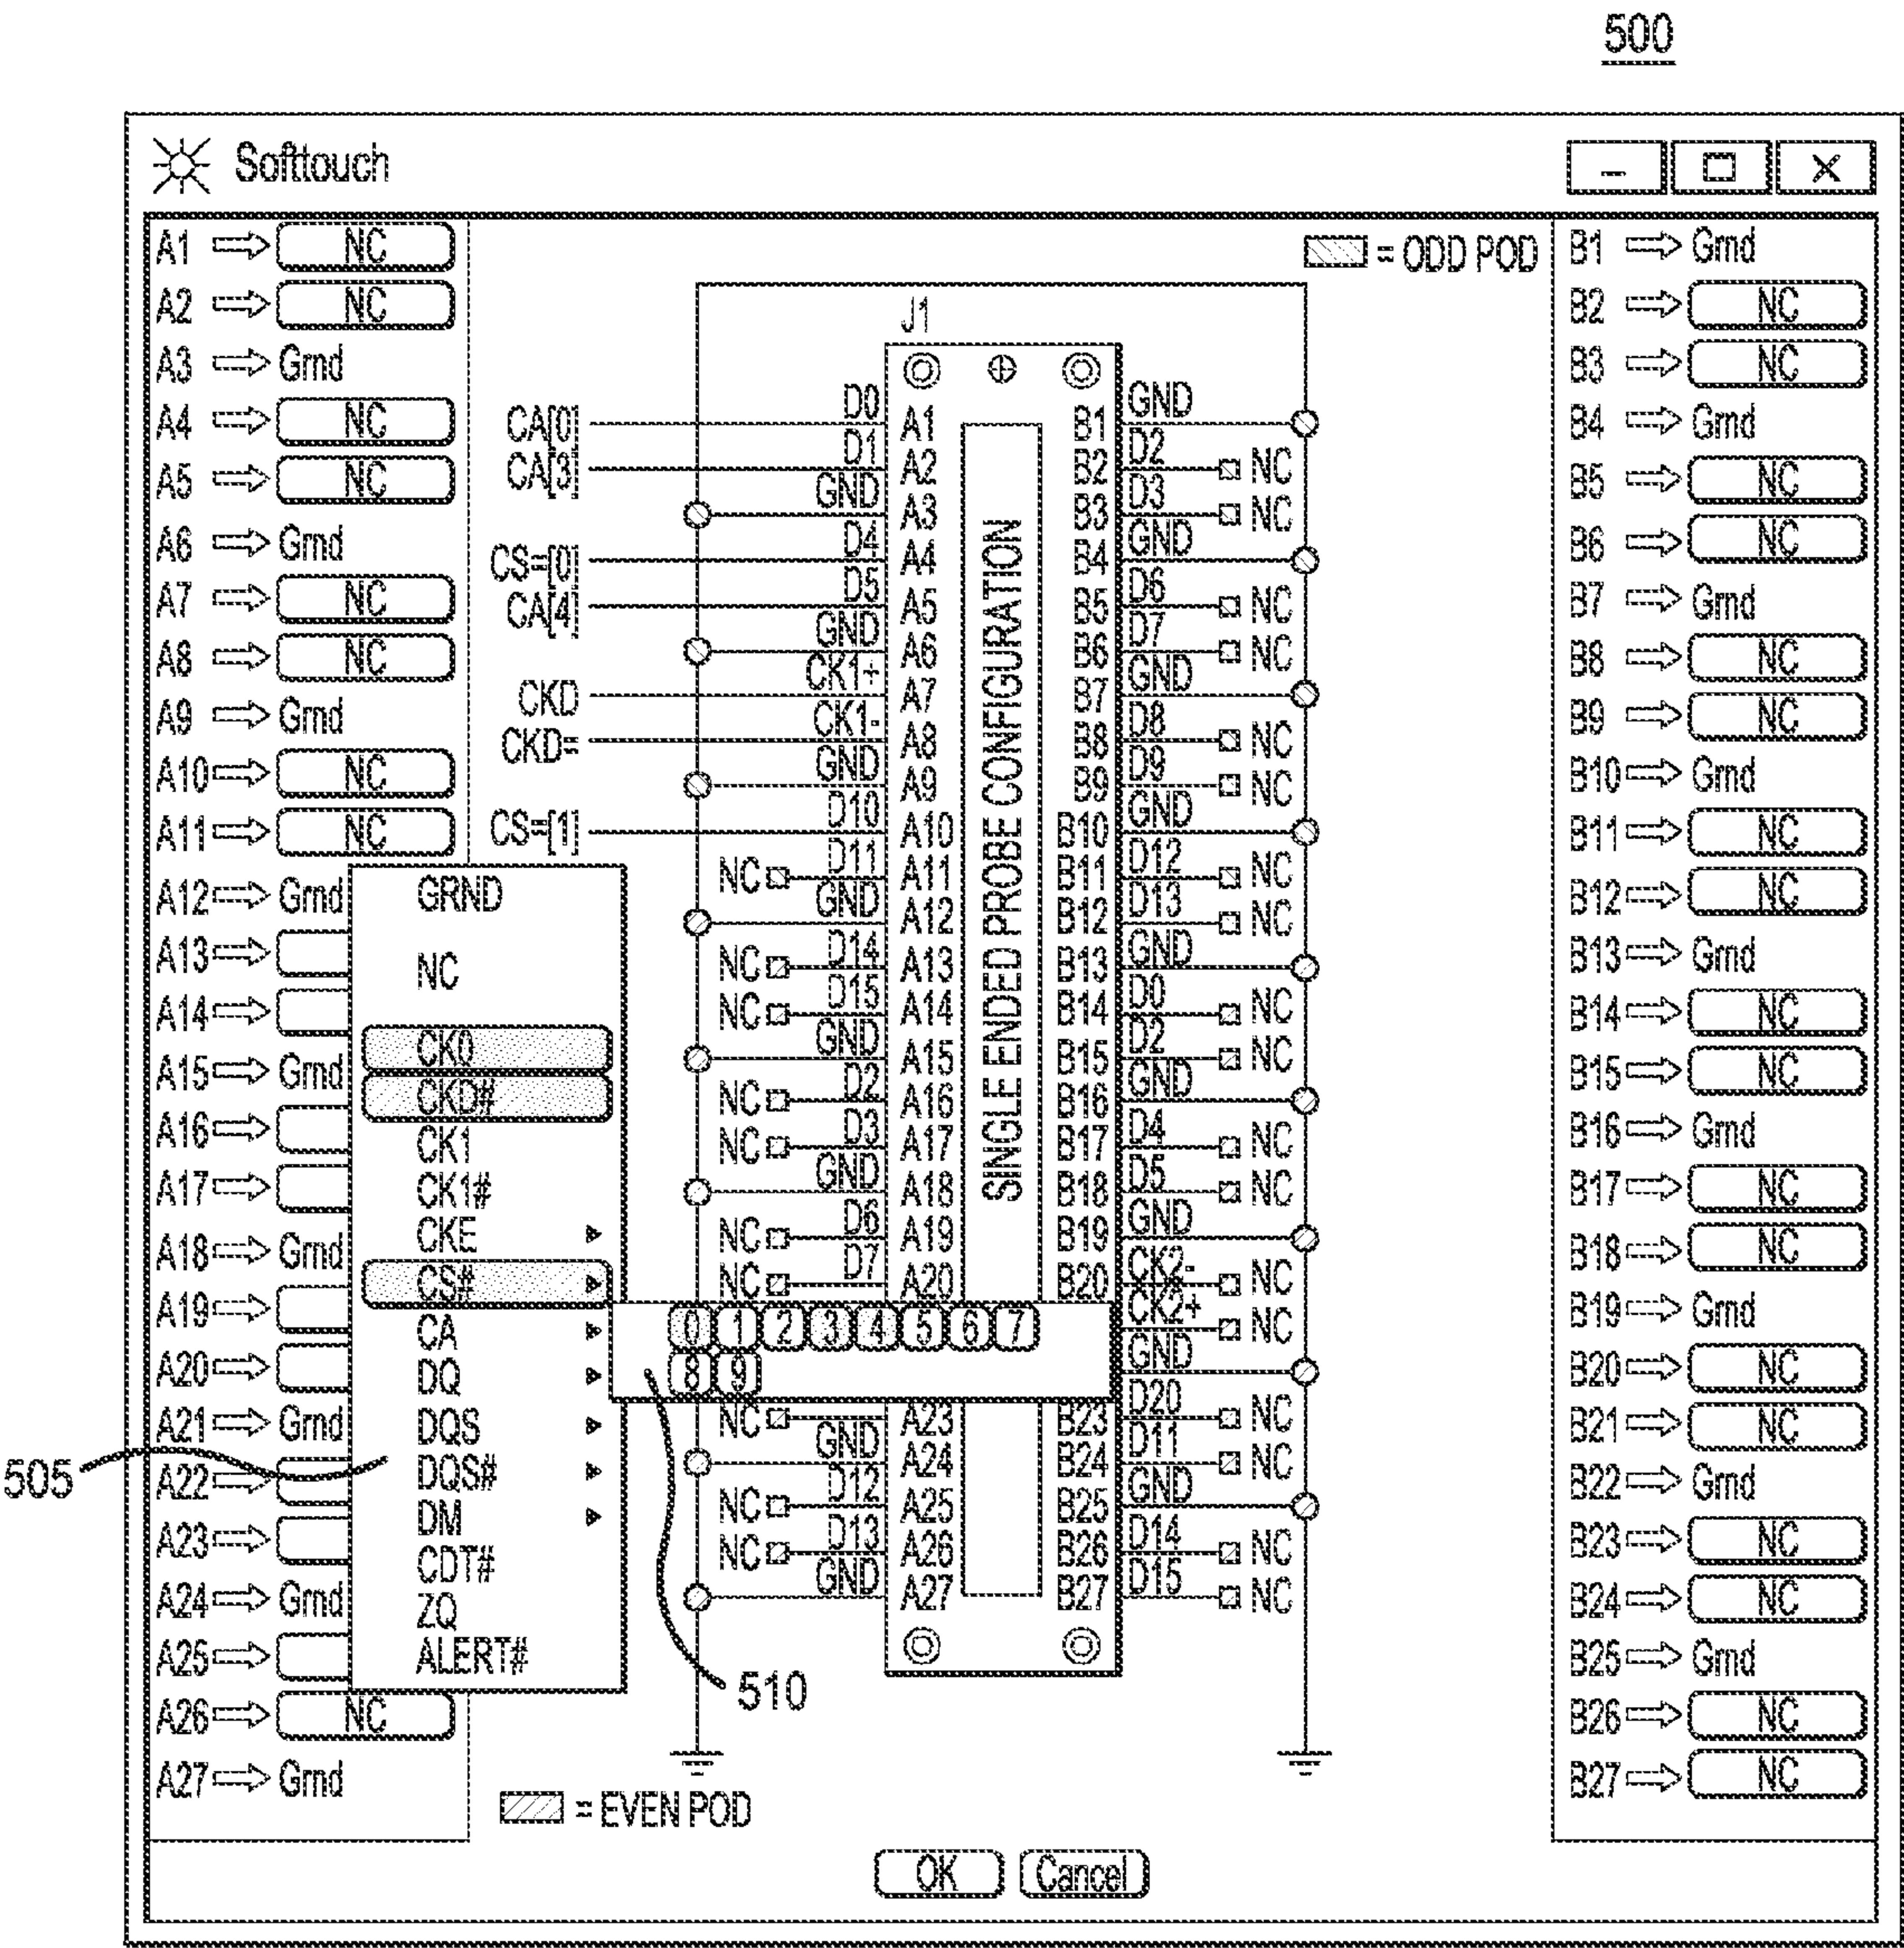 500
Softtouch
= ODD POD
A1 NC
A2 NC
A3 Grnd
A4 NC
A5 NC
A6 Grnd
A7 NC
A8 NC
A9 Grnd
A10 NC
A11 NC
A12 Grnd
A13
A14
A15 Grnd
A16
A17
A18 Grnd
A19
A20
A21 Grnd
A22
A23
A24 Grnd
A25
A26 NC
A27 Grnd
GRND
NC
CK0
CKD#
CK1
CK1#
CKE
CS#
CA
DQ
DQS
DQS#
DM
CDT#
ZQ
ALERT#
505
0 1 2 3 4 5 6 7
8 9
510
J1
SINGLE ENDED PROBE CONFIGURATION
CA[0] D0 A1 B1 GND
CA[3] D1 A2 B2 D2 NC
GND A3 B3 D3 NC
CS=[0] D4 A4 B4 GND
CA[4] D5 A5 B5 D6 NC
GND A6 B6 D7 NC
CKD CK1+ A7 B7 GND
CKD= CK1- A8 B8 D8 NC
GND A9 B9 D9 NC
CS=[1] D10 A10 B10 GND
NC D11 A11 B11 D12 NC
GND A12 B12 D13 NC
NC D14 A13 B13 GND
NC D15 A14 B14 D0 NC
GND A15 B15 D2 NC
NC D2 A16 B16 GND
NC D3 A17 B17 D4 NC
GND A18 B18 D5 NC
NC D6 A19 B19 GND
NC D7 A20 B20 CK2- NC
CK2+ NC
GND
NC A23 B23 D20 NC
GND A24 B24 D11 NC
NC D12 A25 B25 GND
NC D13 A26 B26 D14 NC
GND A27 B27 D15 NC
= EVEN POD
B1 Grnd
B2 NC
B3 NC
B4 Grnd
B5 NC
B6 NC
B7 Grnd
B8 NC
B9 NC
B10 Grnd
B11 NC
B12 NC
B13 Grnd
B14 NC
B15 NC
B16 Grnd
B17 NC
B18 NC
B19 Grnd
B20 NC
B21 NC
B22 Grnd
B23 NC
B24 NC
B25 Grnd
B26 NC
B27 NC
OK Cancel